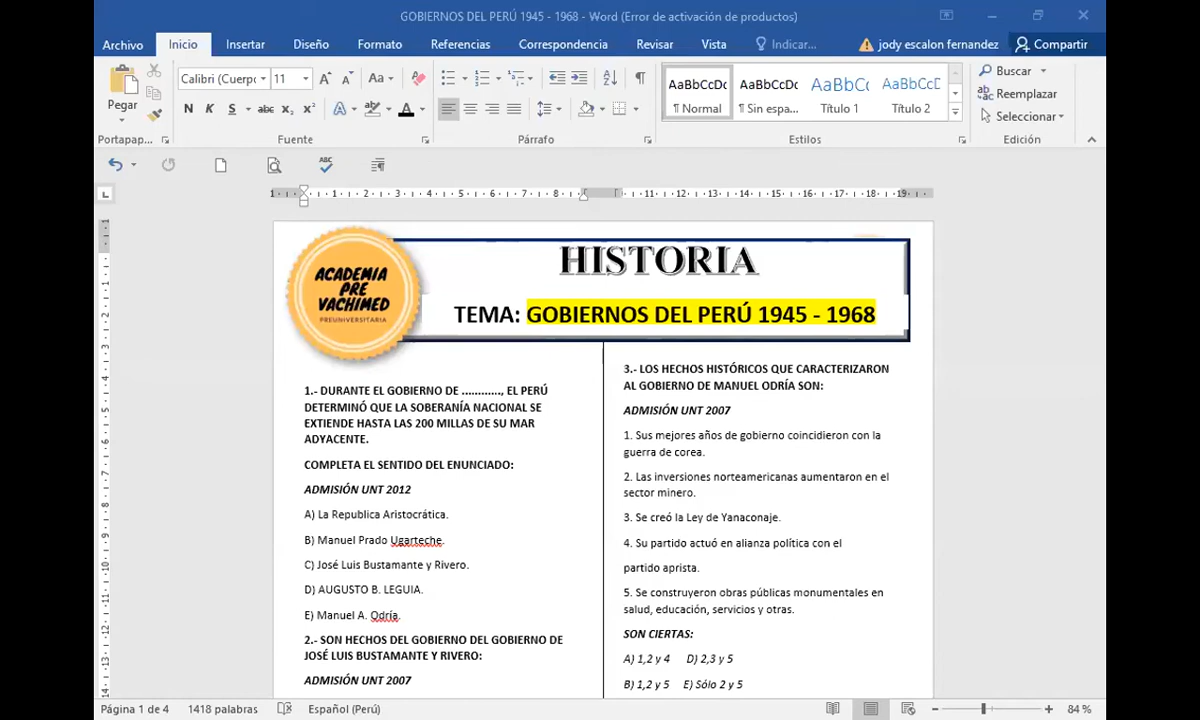 GOBIERNOS DEL PERÚ 1945 - 1968 - Word (Error de activación de productos)
Archivo Inicio Insertar Diseño Formato Referencias Correspondencia Revisar Vista Indicar... jody escalon fernandez Compartir
Pegar
Calibri (Cuerpo 11
Aa
N K S abc x₂ x²
A
AaBbCcDc AaBbCcDc AaBbCc AaBbCcD
¶ Normal ¶ Sin espa... Título 1 Título 2
Buscar
Reemplazar
Seleccionar
Portapap... Fuente Párrafo Estilos Edición
ACADEMIA
PRE
VACHIMED
PREUNIVERSITARIA
HISTORIA
TEMA: GOBIERNOS DEL PERÚ 1945 - 1968
1.- DURANTE EL GOBIERNO DE ............, EL PERÚ
DETERMINÓ QUE LA SOBERANÍA NACIONAL SE
EXTIENDE HASTA LAS 200 MILLAS DE SU MAR
ADYACENTE.
COMPLETA EL SENTIDO DEL ENUNCIADO:
ADMISIÓN UNT 2012
A) La Republica Aristocrática.
B) Manuel Prado Ugarteche.
C) José Luis Bustamante y Rivero.
D) AUGUSTO B. LEGUIA.
E) Manuel A. Odría.
2.- SON HECHOS DEL GOBIERNO DEL GOBIERNO DE
JOSÉ LUIS BUSTAMANTE Y RIVERO:
ADMISIÓN UNT 2007
3.- LOS HECHOS HISTÓRICOS QUE CARACTERIZARON
AL GOBIERNO DE MANUEL ODRÍA SON:
ADMISIÓN UNT 2007
1. Sus mejores años de gobierno coincidieron con la
guerra de corea.
2. Las inversiones norteamericanas aumentaron en el
sector minero.
3. Se creó la Ley de Yanaconaje.
4. Su partido actuó en alianza política con el
partido aprista.
5. Se construyeron obras públicas monumentales en
salud, educación, servicios y otras.
SON CIERTAS:
A) 1,2 y 4 D) 2,3 y 5
B) 1,2 y 5 E) Sólo 2 y 5
Página 1 de 4 1418 palabras Español (Perú) 84 %